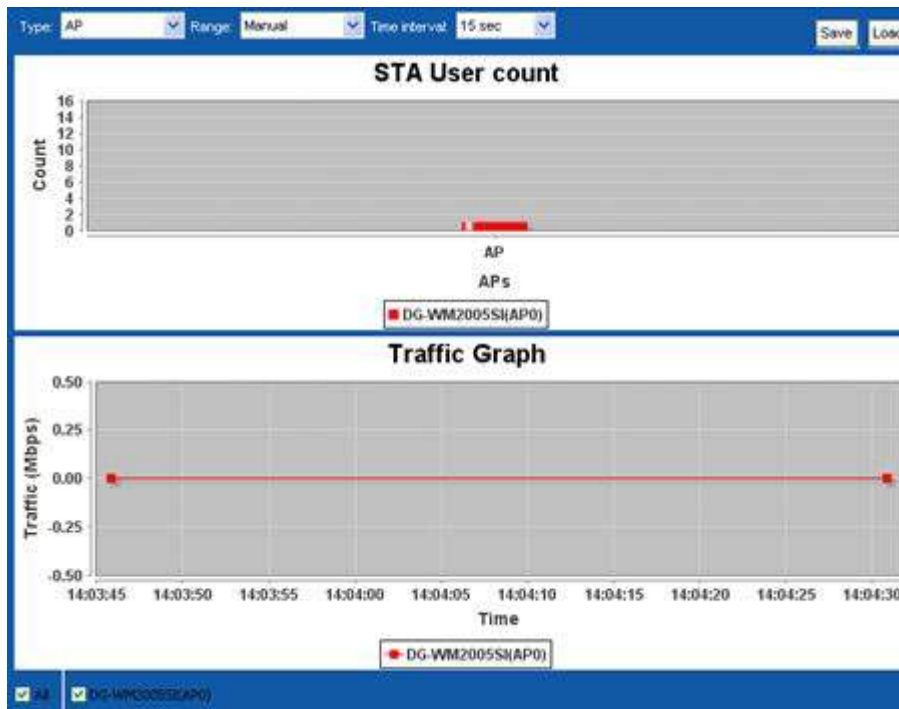 Type: AP Range: Manual Time interval: 15 sec Save Load
STA User count
16
14
12
10
8
6
4
2
0
Count
AP
APs
DG-WM2005SI(AP0)
Traffic Graph
0.50
0.25
0.00
-0.25
-0.50
Traffic (Mbps)
14:03:45 14:03:50 14:03:55 14:04:00 14:04:05 14:04:10 14:04:15 14:04:20 14:04:25 14:04:30
Time
DG-WM2005SI(AP0)
All DG-WM2005SI(AP0)